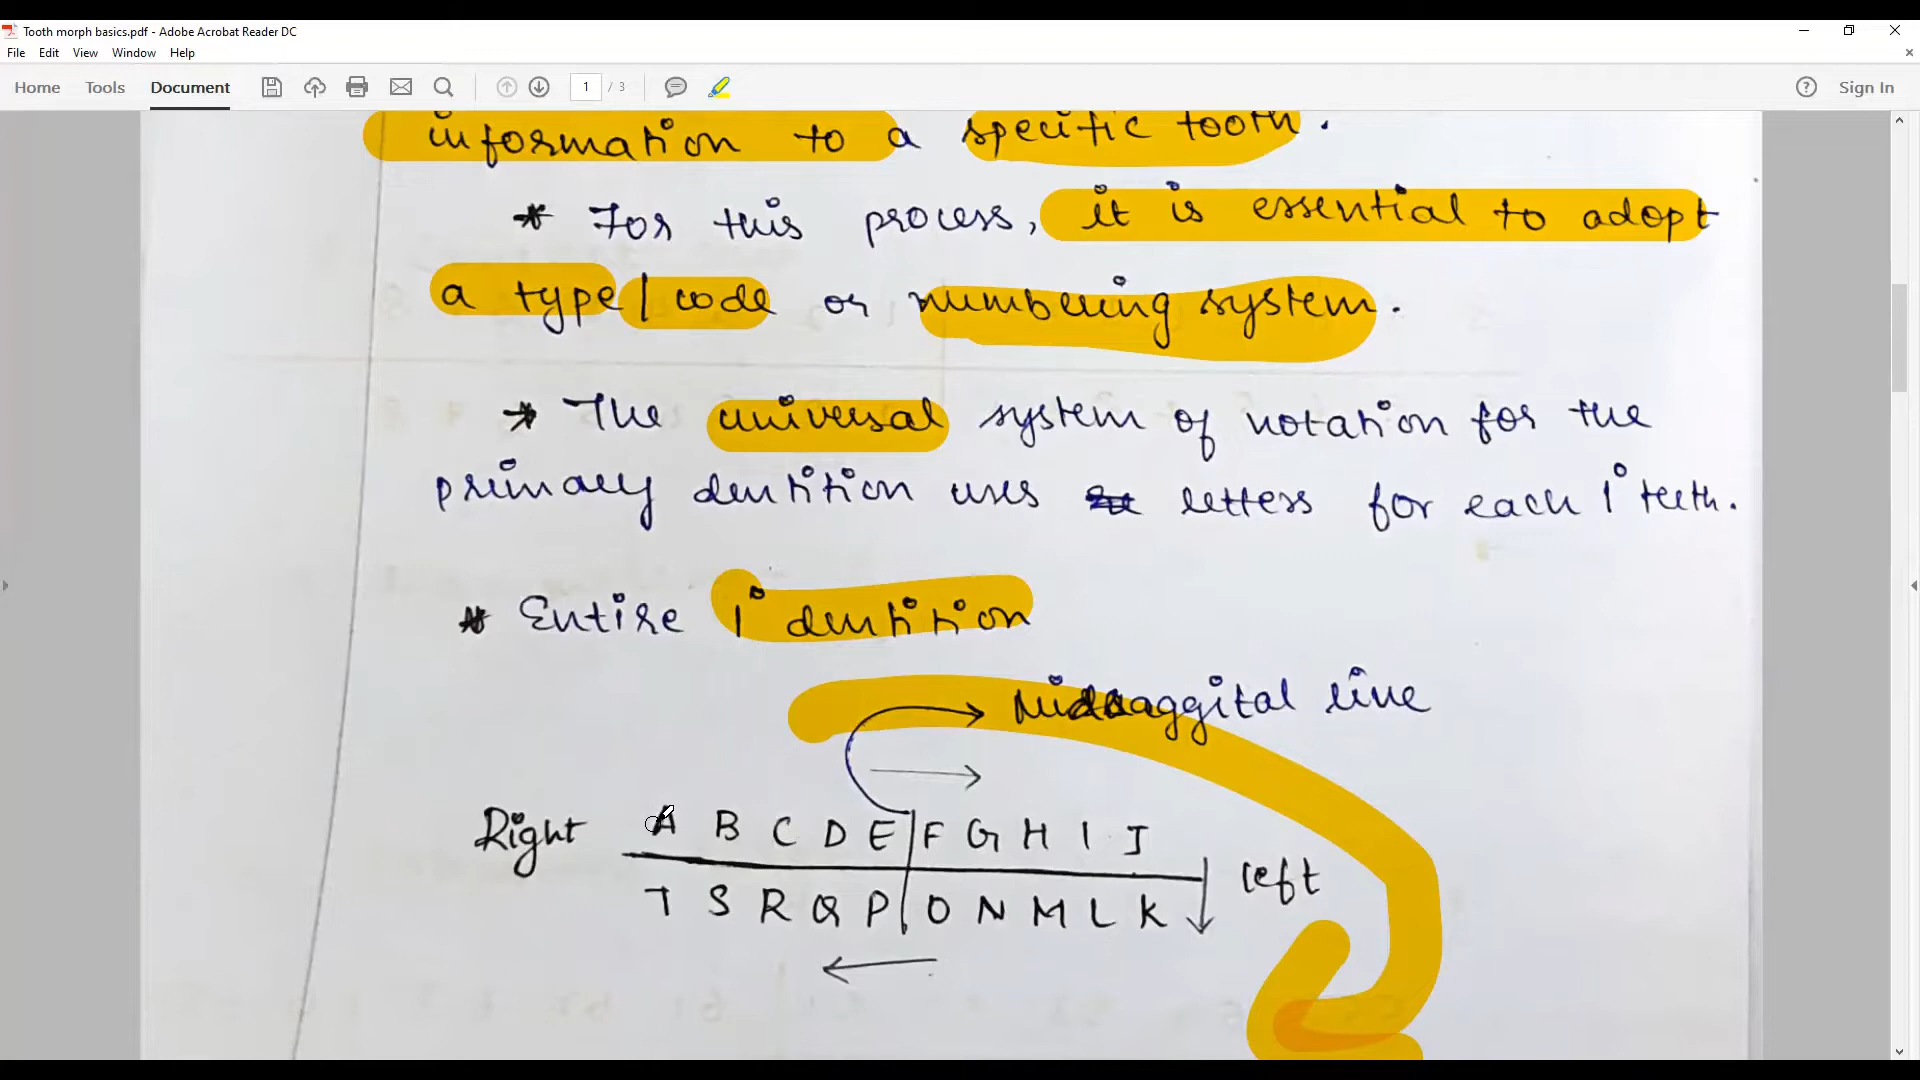 Tooth morph basics.pdf - Adobe Acrobat Reader DC
File Edit View Window Help
Home Tools Document 1 / 3 Sign In
information to a specific tooth.
* For this process, it is essential to adopt
a type / code or numbering system.
* The universal system of notation for the
primary dentition uses letters for each 1° teeth.
* Entire 1° dentition
Midsaggital line
Right A B C D E | F G H I J
left
T S R Q P | O N M L K